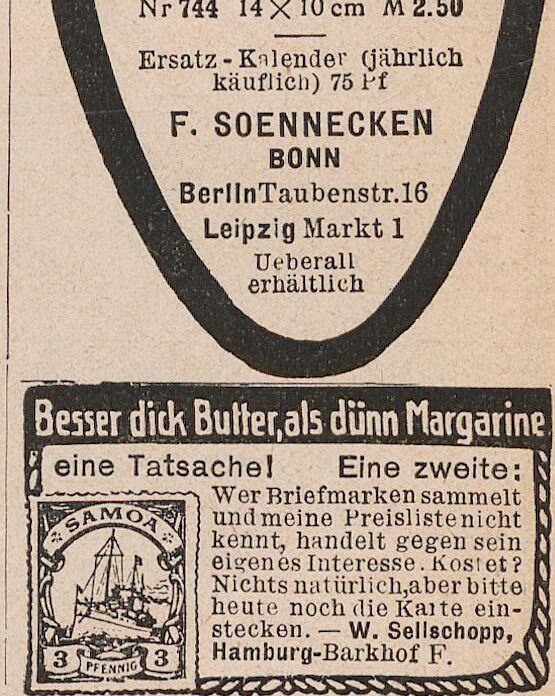 Nr 744 14 × 10 cm M 2.50
Ersatz-Kalender (jährlich
käuflich) 75 Pf
F. SOENNECKEN
BONN
Berlin Taubenstr. 16
Leipzig Markt 1
Ueberall
erhältlich
Besser dick Butter, als dünn Margarine
eine Tatsache! Eine zweite:
Wer Briefmarken sammelt
und meine Preisliste nicht
kennt, handelt gegen sein
eigenes Interesse. Kostet?
Nichts natürlich, aber bitte
heute noch die Karte ein-
stecken. — W. Sellschopp,
Hamburg-Barkhof F.
SAMOA
3 PFENNIG 3